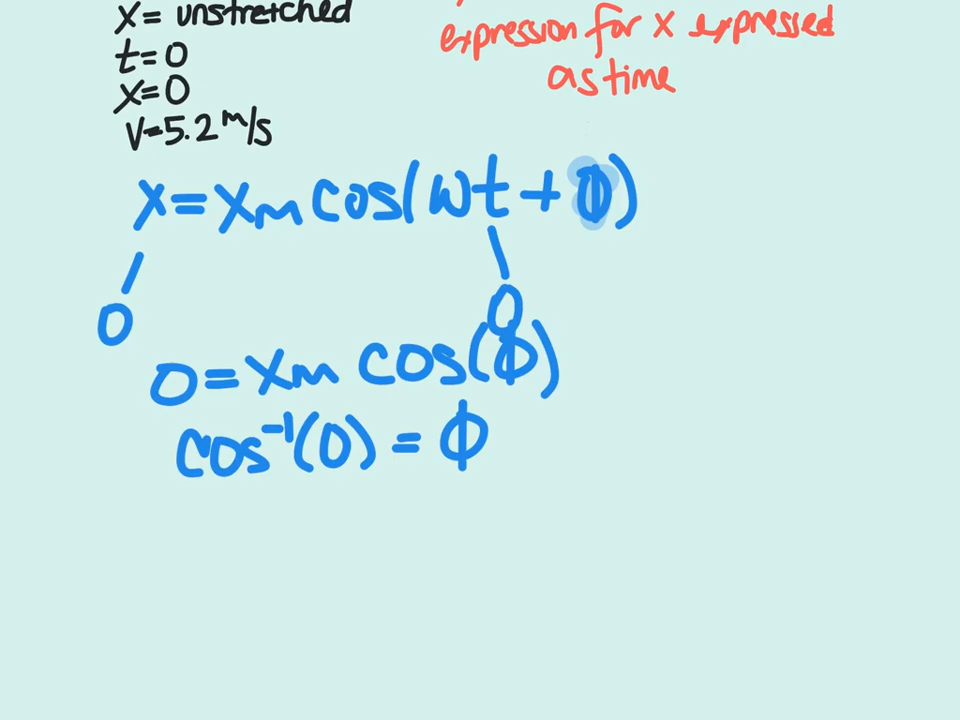 x = unstretched
t=0
x=0
v=5.2 m/s
expression for x expressed
as time
x = xm cos(ωt + φ)
0
0
0 = xm cos(φ)
cos⁻¹(0) = φ